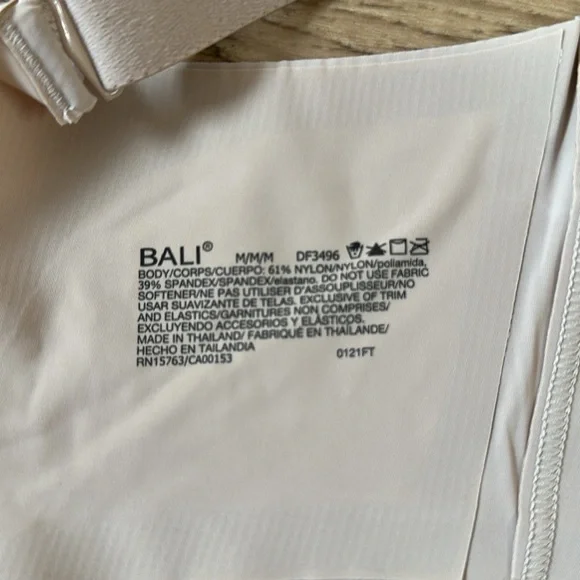 BALI® M/M/M DF3496
BODY/CORPS/CUERPO: 61% NYLON/NYLON/poliamida,
39% SPANDEX/SPANDEX/elastano. DO NOT USE FABRIC
SOFTENER/NE PAS UTILISER D'ASSOUPLISSEUR/NO
USAR SUAVIZANTE DE TELAS. EXCLUSIVE OF TRIM
AND ELASTICS/GARNITURES NON COMPRISES/
EXCLUYENDO ACCESORIOS Y ELÁSTICOS.
MADE IN THAILAND/ FABRIQUÉ EN THAÏLANDE/
HECHO EN TAILANDIA
RN15763/CA00153 0121FT